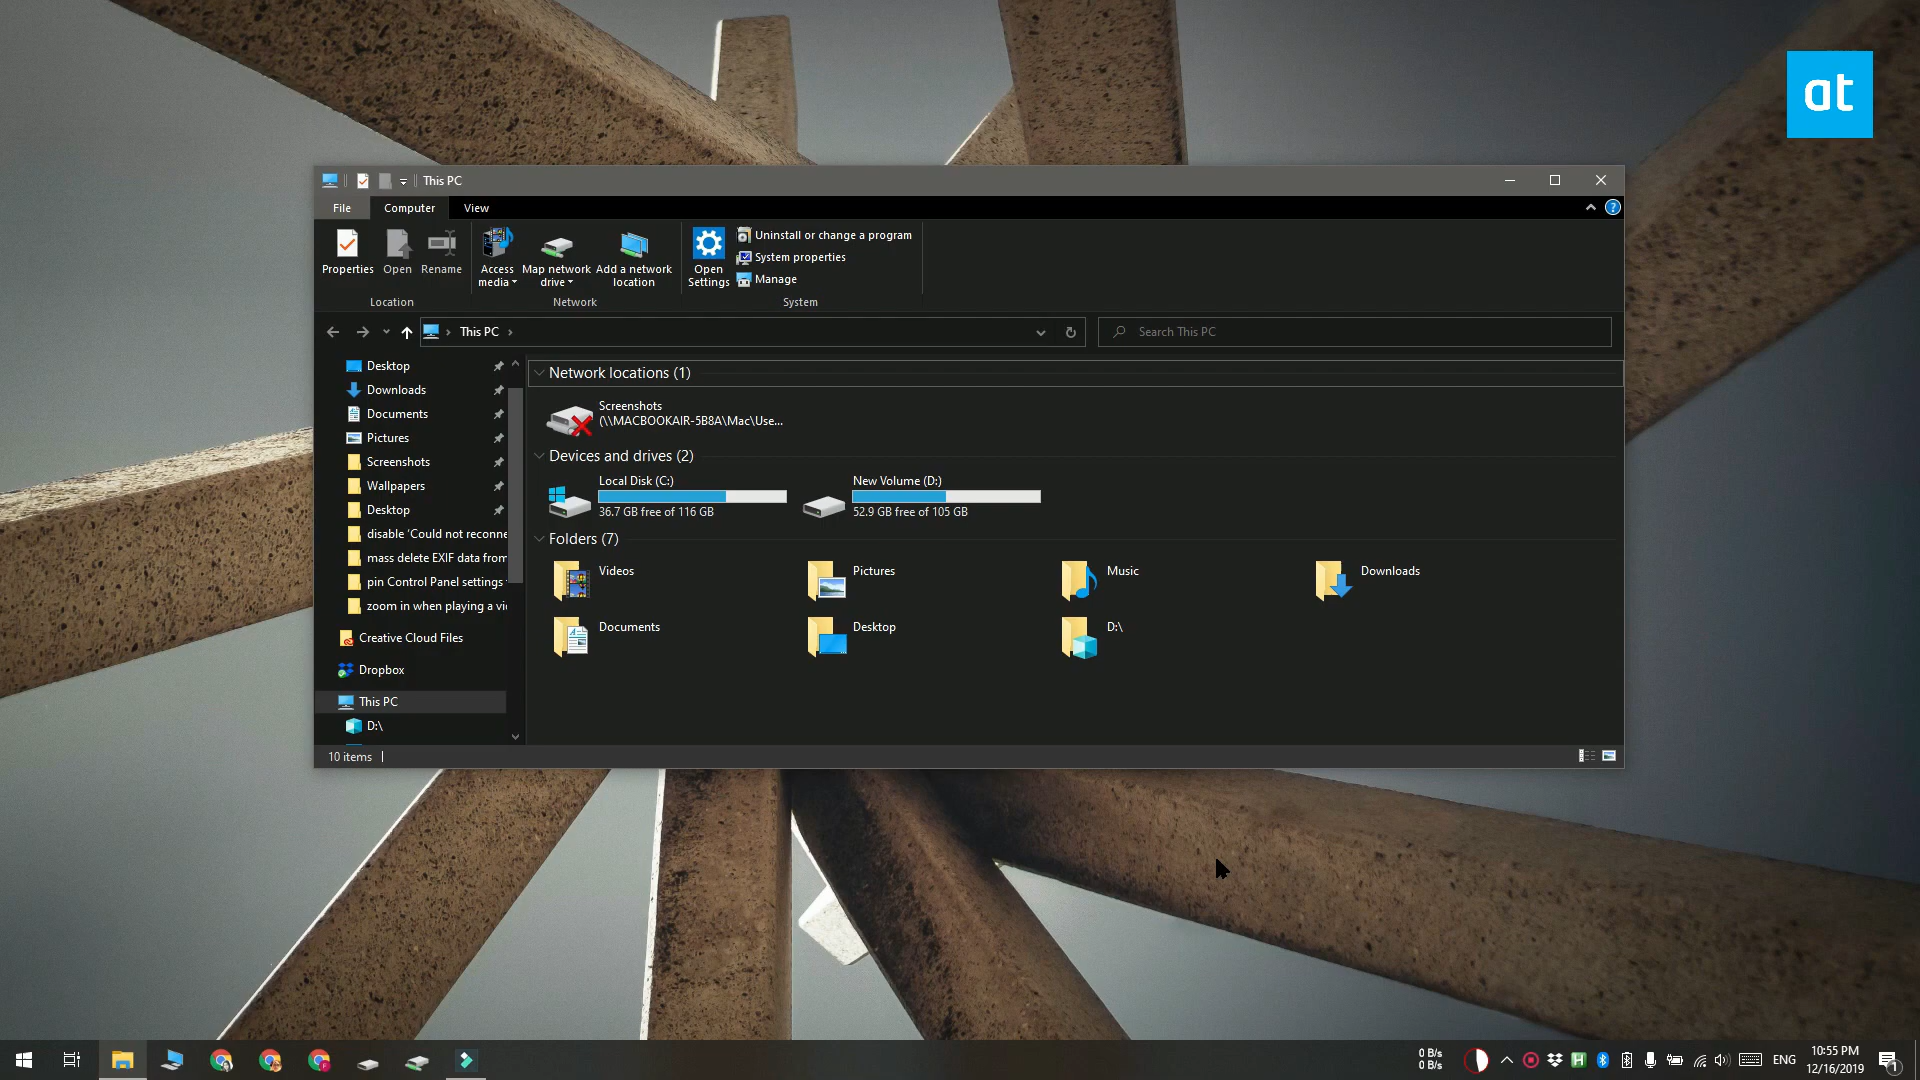 at
This PC
File
Computer
View
Properties
Open
Rename
Access media
Map network drive
Add a network location
Open Settings
Uninstall or change a program
System properties
Manage
Location
Network
System
This PC
Search This PC
Desktop
Downloads
Documents
Pictures
Screenshots
Wallpapers
Desktop
disable ‘Could not reconne
mass delete EXIF data from
pin Control Panel settings
zoom in when playing a vi
Creative Cloud Files
Dropbox
This PC
D:\
Network locations (1)
Screenshots
(\\MACBOOKAIR-5B8A\Mac\Use...
Devices and drives (2)
Local Disk (C:)
36.7 GB free of 116 GB
New Volume (D:)
52.9 GB free of 105 GB
Folders (7)
Videos
Pictures
Music
Downloads
Documents
Desktop
D:\
10 items
0 B/s
0 B/s
H
ENG
10:55 PM
12/16/2019
1